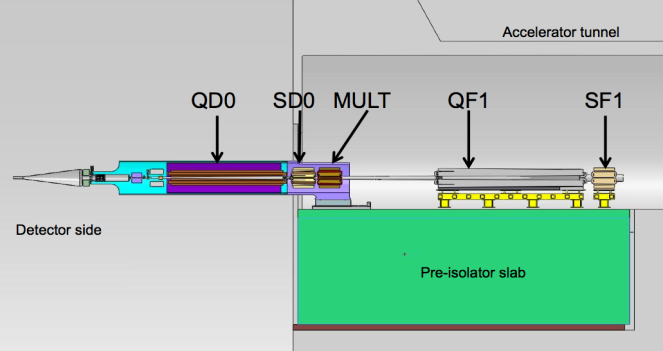 Accelerator tunnel
QD0
SD0
MULT
QF1
SF1
Detector side
Pre-isolator slab